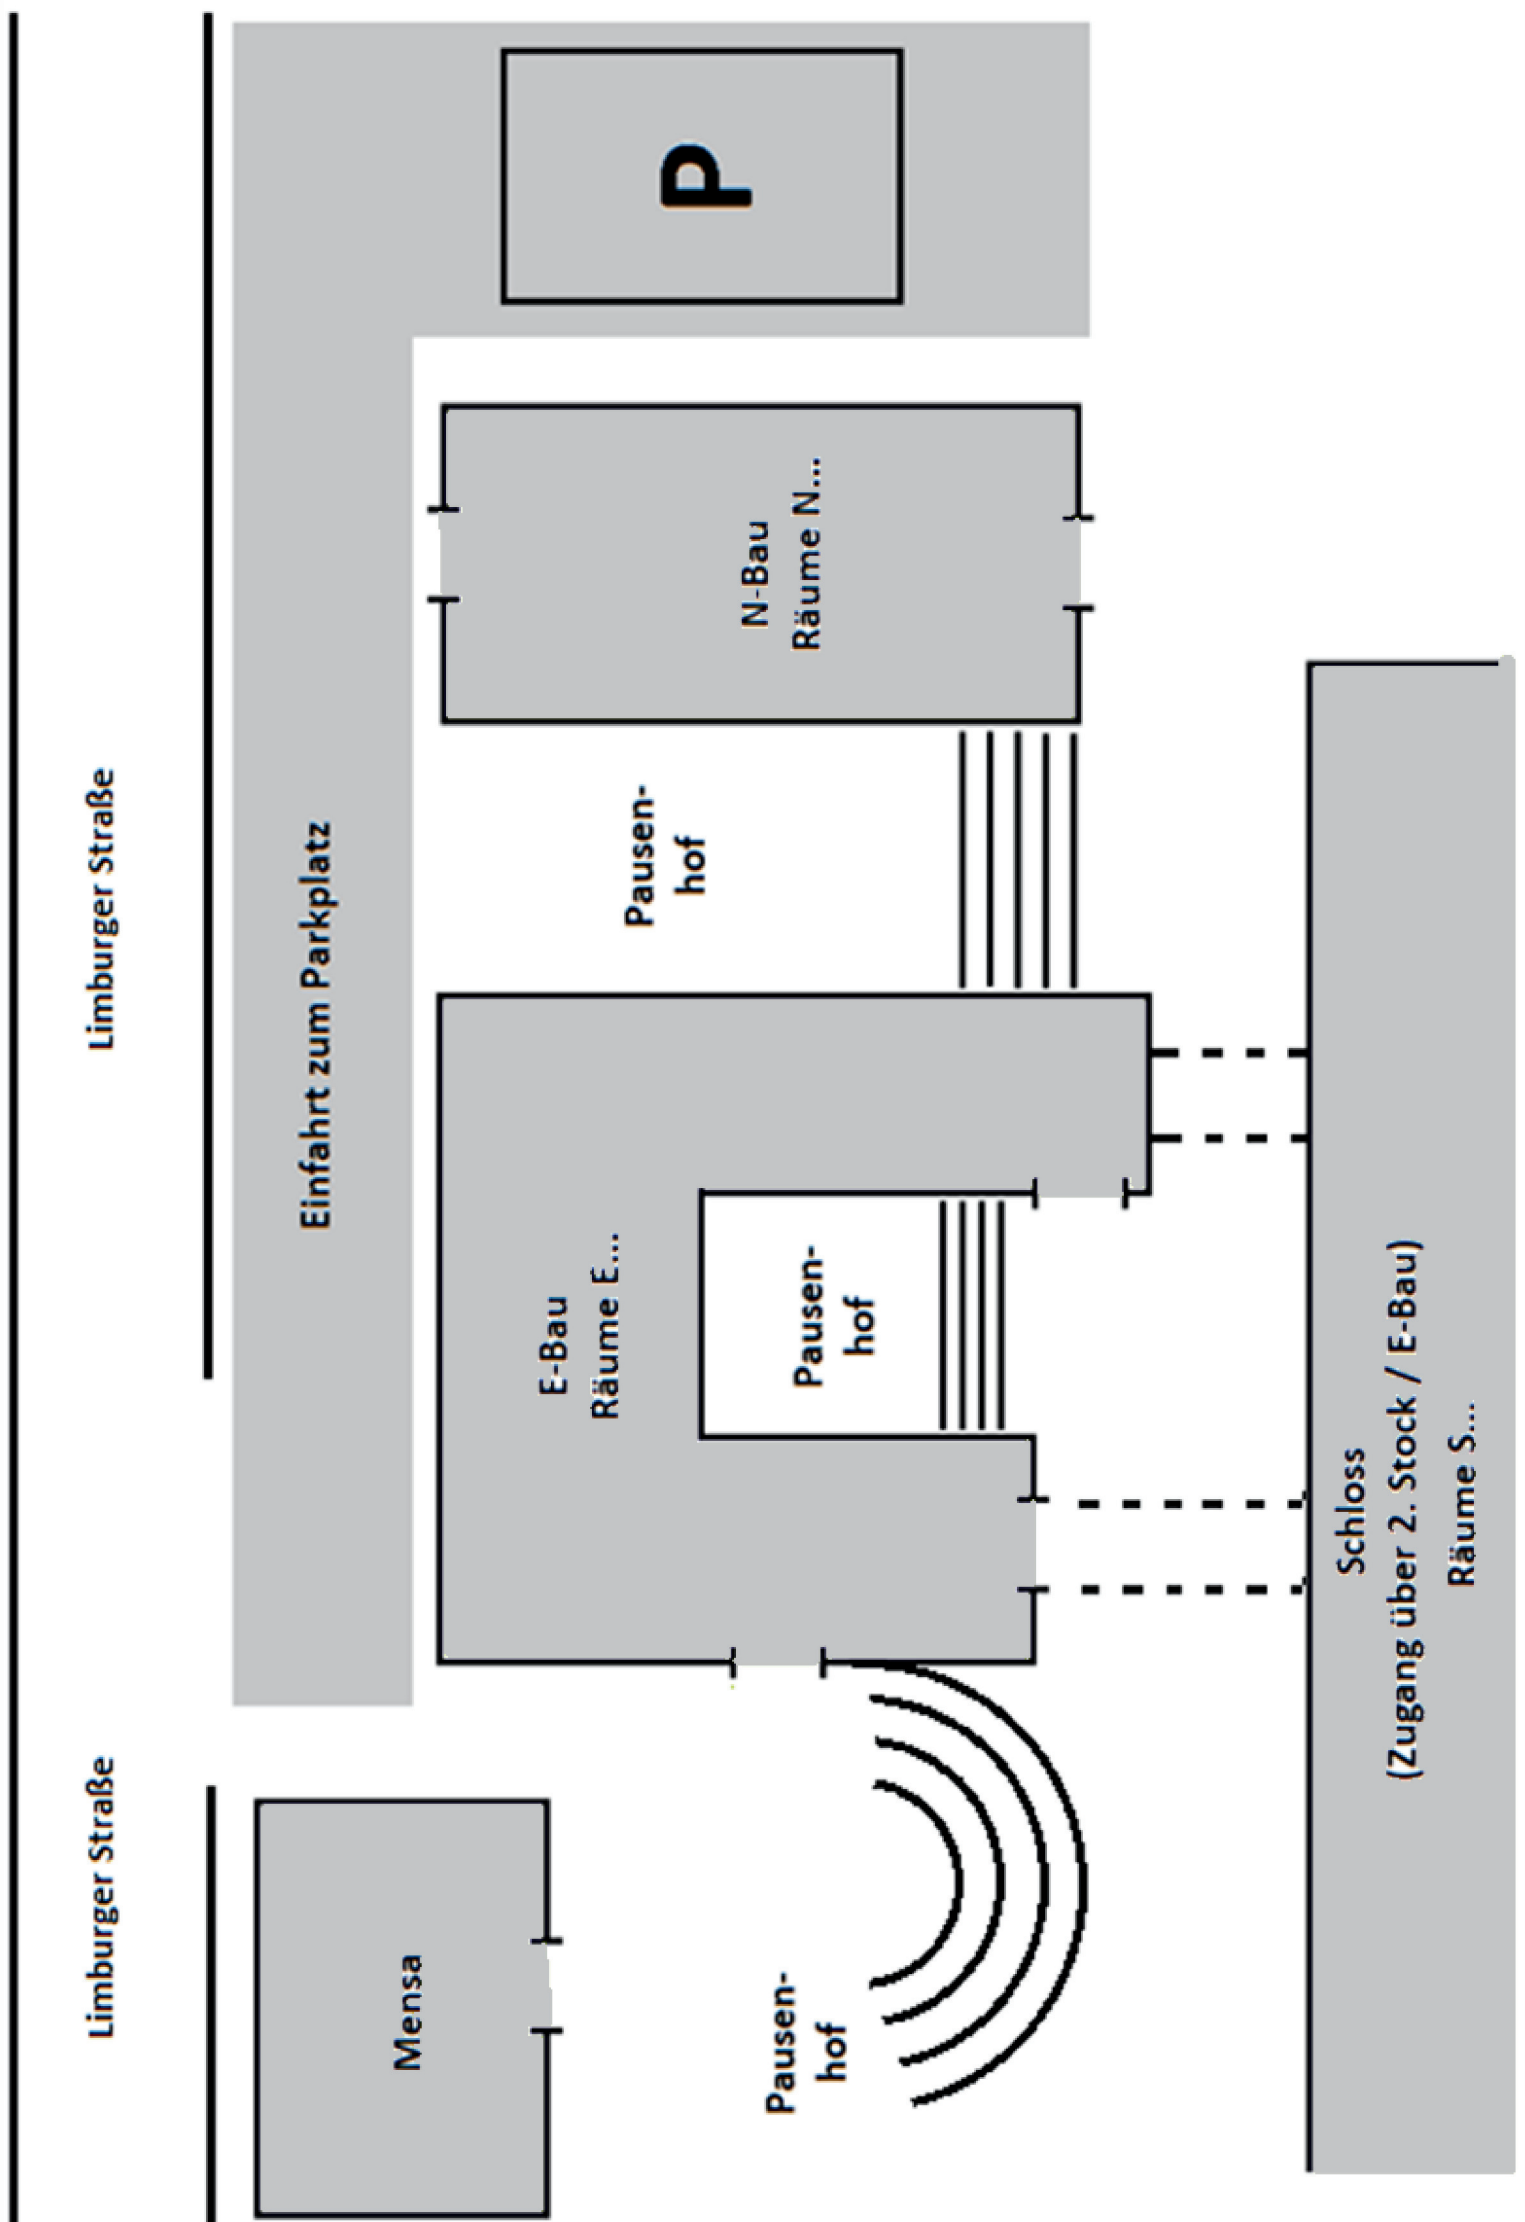 Limburger Straße
Limburger Straße
Einfahrt zum Parkplatz
P
Mensa
E-Bau
Räume E...
N-Bau
Räume N...
Pausen-
hof
Pausen-
hof
Pausen-
hof
Schloss
(Zugang über 2. Stock / E-Bau)
Räume S...